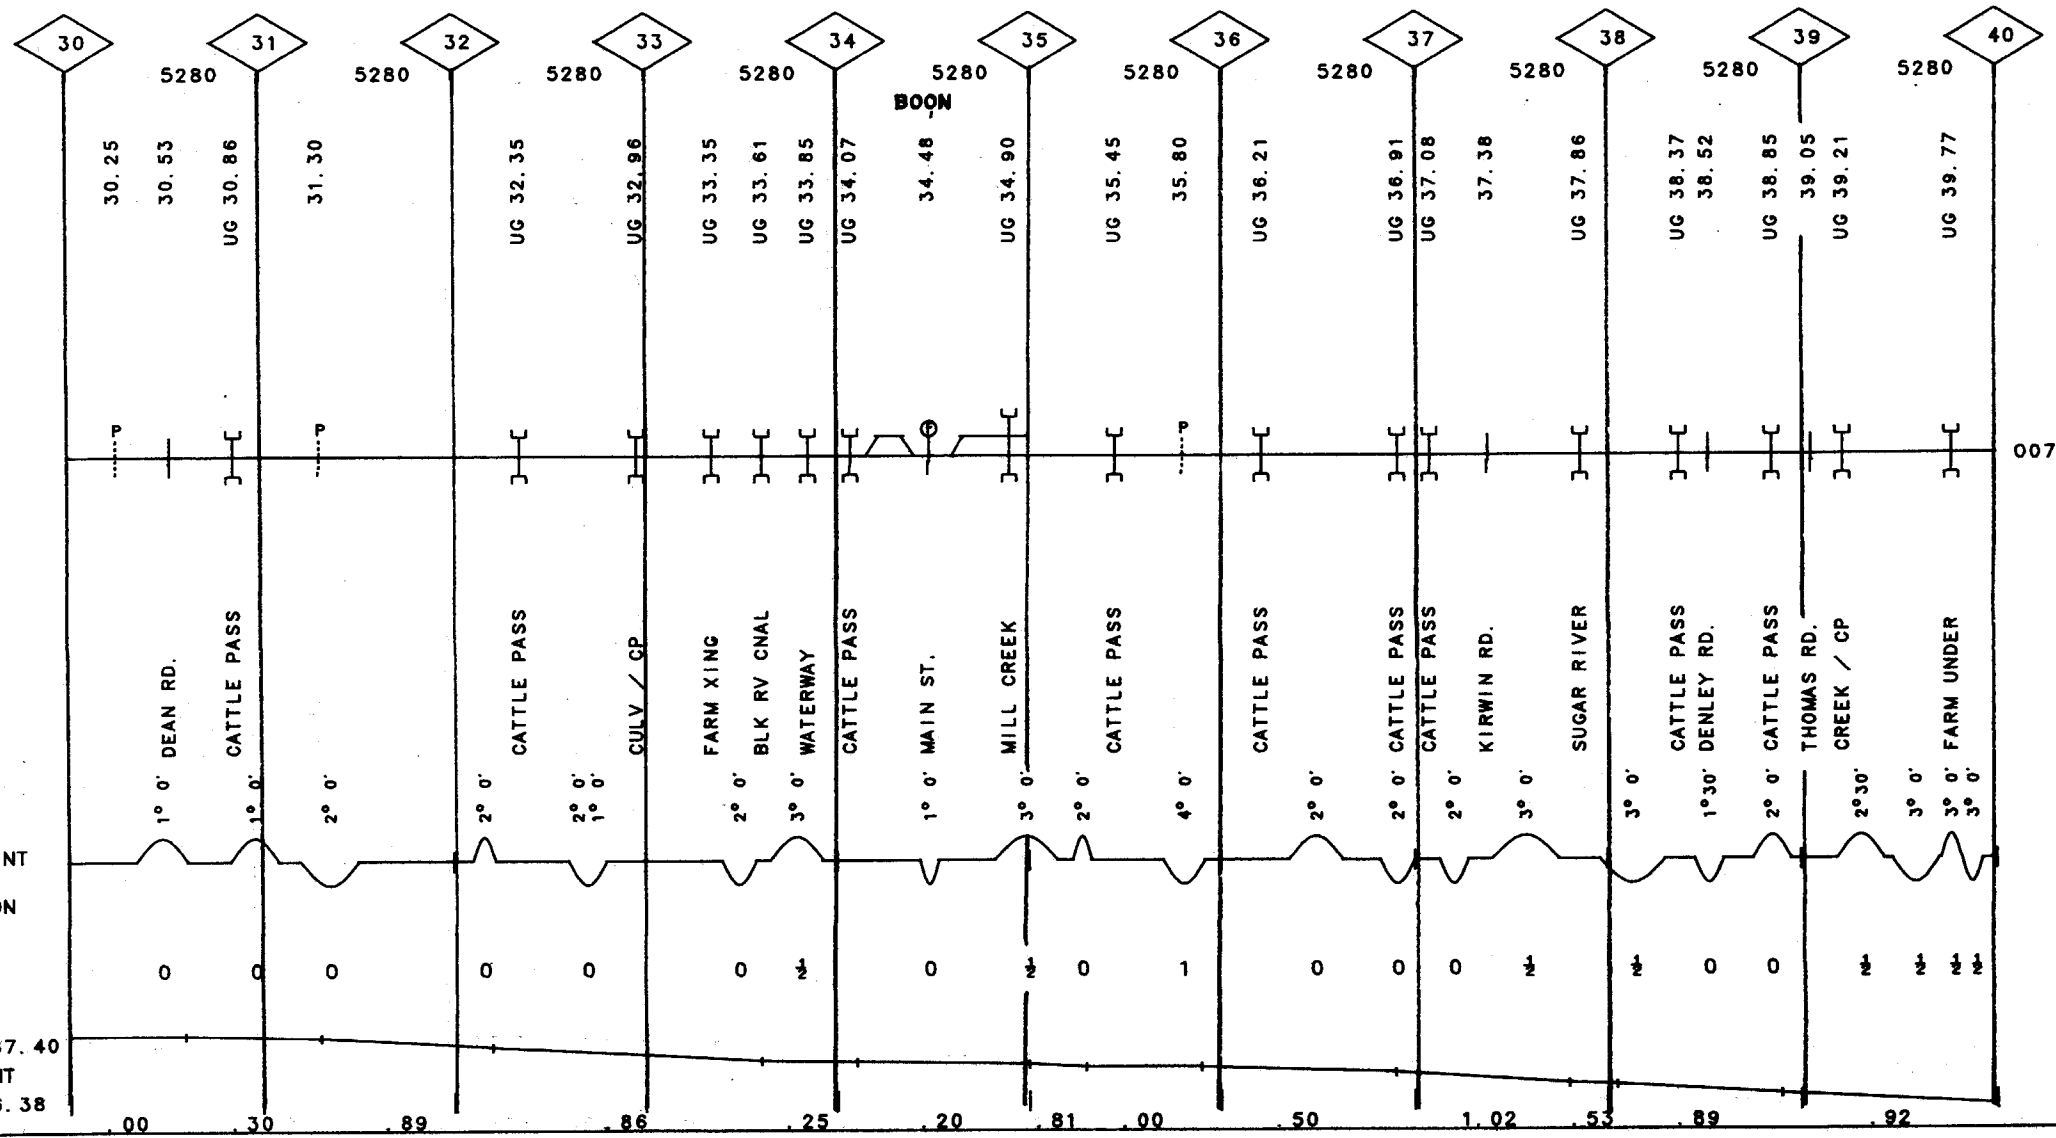 30 31 32 33 34 35 36 37 38 39 40
5280 5280 5280 5280 5280 5280 5280 5280 5280 5280
BOON
30.25
30.53
UG 30.86
31.30
UG 32.35
UG 32.96
UG 33.35
UG 33.61
UG 33.85
UG 34.07
34.48
UG 34.90
UG 35.45
35.80
UG 36.21
UG 36.91
UG 37.08
37.38
UG 37.86
UG 38.37
38.52
UG 38.85
39.05
UG 39.21
UG 39.77
P P P P
007
DEAN RD.
CATTLE PASS
CATTLE PASS
CULV / CP
FARM XING
BLK RV CNAL
WATERWAY
CATTLE PASS
MAIN ST.
MILL CREEK
CATTLE PASS
CATTLE PASS
CATTLE PASS
CATTLE PASS
KIRWIN RD.
SUGAR RIVER
CATTLE PASS
DENLEY RD.
CATTLE PASS
THOMAS RD.
CREEK / CP
FARM UNDER
1° 0' 1° 0' 2° 0' 2° 0' 2° 0' 1° 0' 2° 0' 3° 0' 1° 0' 3° 0' 2° 0' 4° 0' 2° 0' 2° 0' 2° 0' 3° 0' 3° 0' 1°30' 2° 0' 2°30' 3° 0' 3° 0' 3° 0'
NT
ON
0 0 0 0 0 0 ½ 0 ½ 0 1 0 0 0 ½ ½ 0 0 ½ ½ ½ ½
7.40
NT
.38
.00 .30 .89 .86 .25 .20 .81 .00 .50 1.02 .53 .89 .92